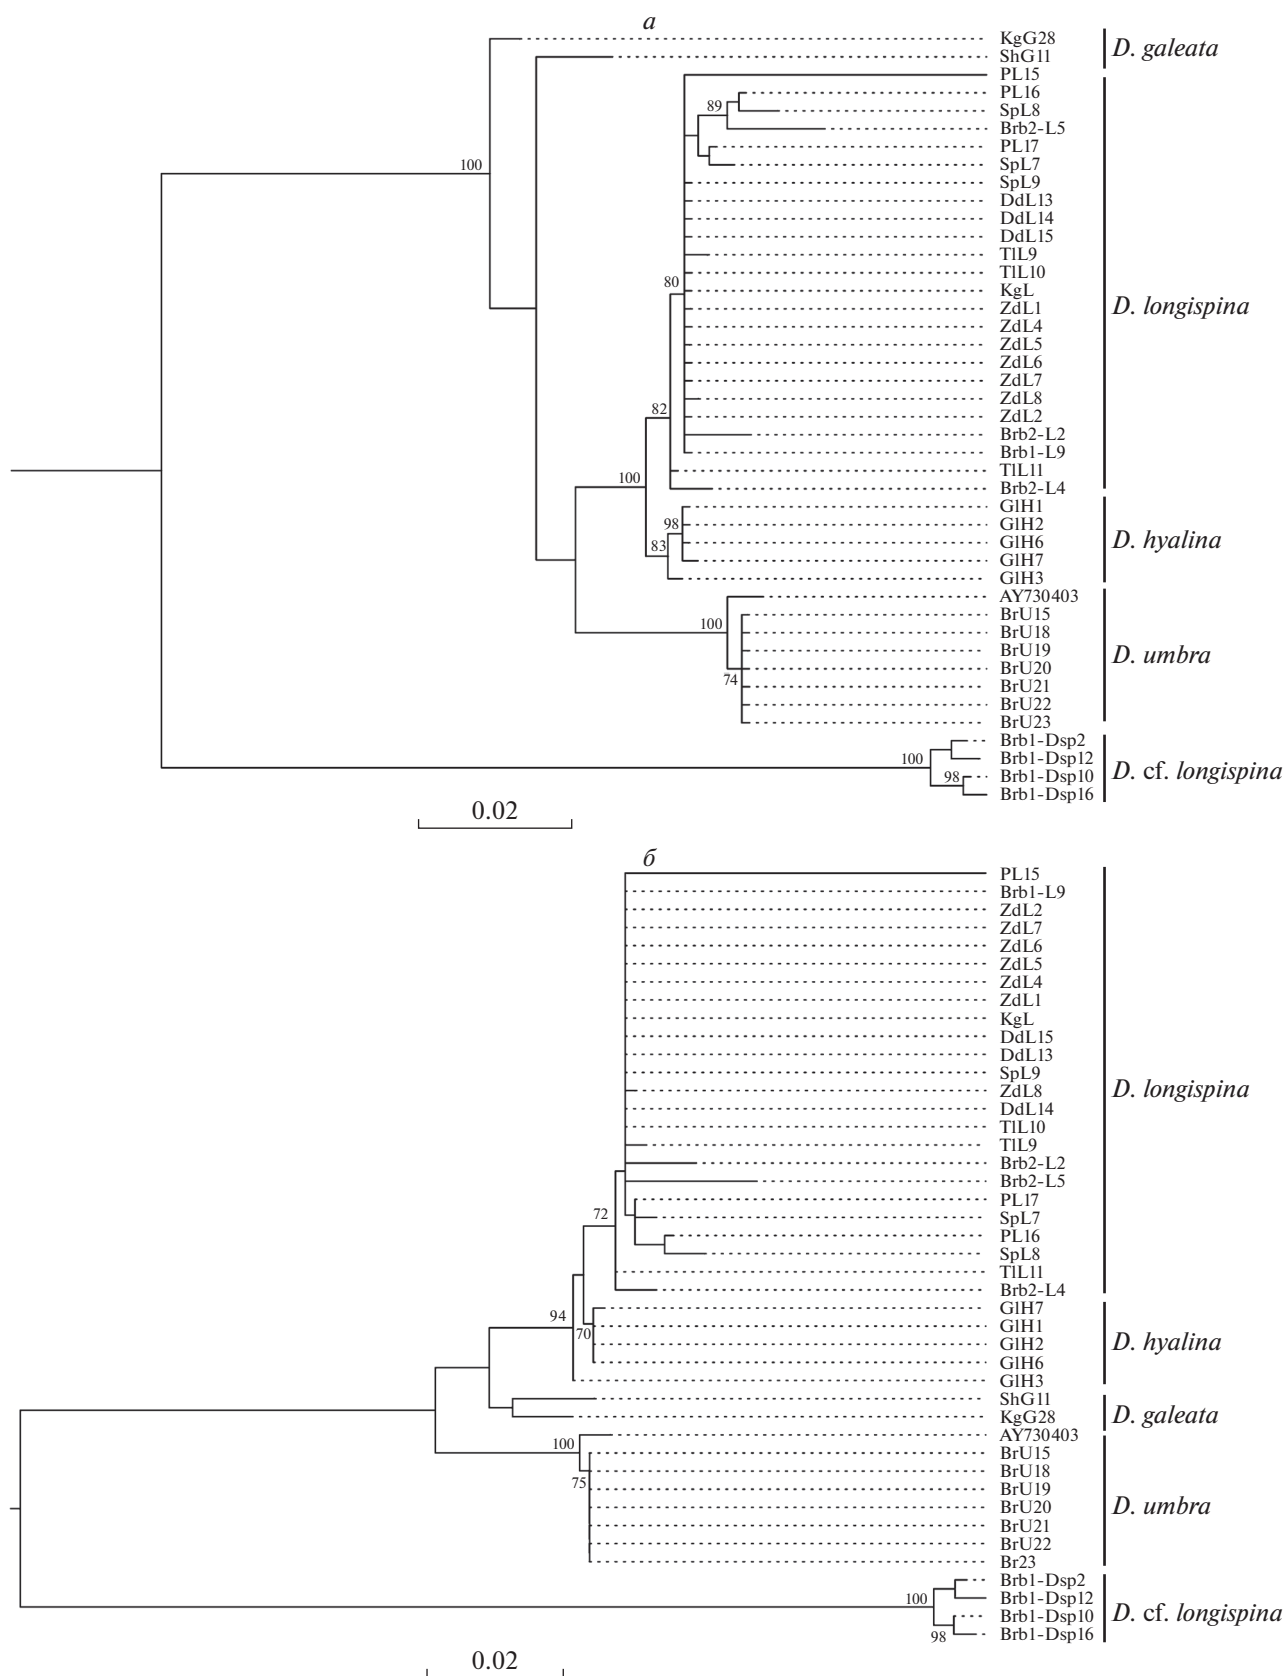 а
KgG28
ShG11
D. galeata
PL15
PL16
89
SpL8
Brb2-L5
PL17
SpL7
100
SpL9
DdL13
DdL14
DdL15
TlL9
TlL10
80
KgL
ZdL1
D. longispina
ZdL4
ZdL5
ZdL6
ZdL7
ZdL8
82
ZdL2
Brb2-L2
Brb1-L9
TlL11
100
Brb2-L4
GlH1
98
GlH2
GlH6
D. hyalina
83
GlH7
GlH3
AY730403
BrU15
100
BrU18
BrU19
D. umbra
BrU20
74
BrU21
BrU22
BrU23
Brb1-Dsp2
100
Brb1-Dsp12
D. cf. longispina
98
Brb1-Dsp10
Brb1-Dsp16
0.02
б
PL15
Brb1-L9
ZdL2
ZdL7
ZdL6
ZdL5
ZdL4
ZdL1
KgL
DdL15
DdL13
SpL9
ZdL8
D. longispina
DdL14
TlL10
TlL9
Brb2-L2
Brb2-L5
PL17
72
SpL7
PL16
SpL8
TlL11
Brb2-L4
GlH7
94
70
GlH1
GlH2
D. hyalina
GlH6
GlH3
ShG11
KgG28
D. galeata
AY730403
100
BrU15
BrU18
75
BrU19
BrU20
D. umbra
BrU21
BrU22
Br23
Brb1-Dsp2
100
Brb1-Dsp12
D. cf. longispina
Brb1-Dsp10
98
Brb1-Dsp16
0.02